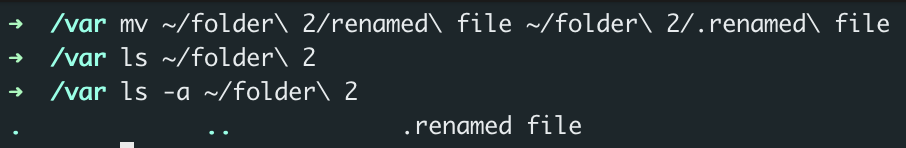 ➜ /var mv ~/folder\ 2/renamed\ file ~/folder\ 2/.renamed\ file
➜ /var ls ~/folder\ 2
➜ /var ls -a ~/folder\ 2
. .. .renamed file